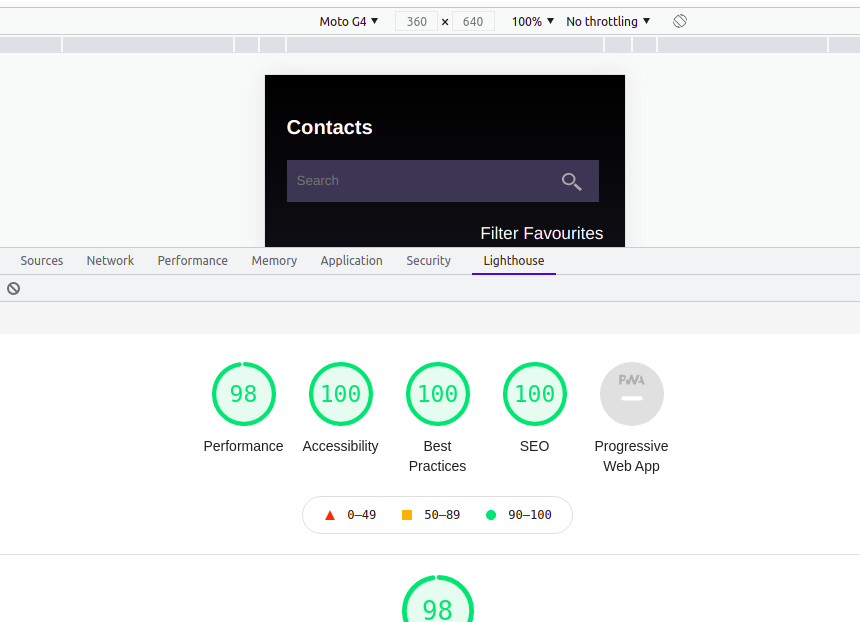 Moto G4 ▼ 360 × 640 100% ▼ No throttling ▼
Contacts
Search
Filter Favourites
Sources Network Performance Memory Application Security Lighthouse
98 100 100 100 PWA
Performance Accessibility Best Practices SEO Progressive Web App
0–49 50–89 90–100
98